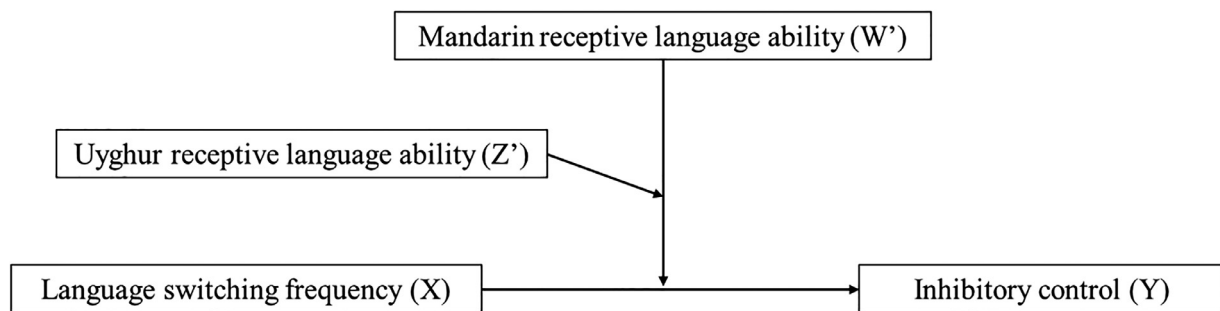 Mandarin receptive language ability (W’)
Uyghur receptive language ability (Z’)
Language switching frequency (X)
Inhibitory control (Y)